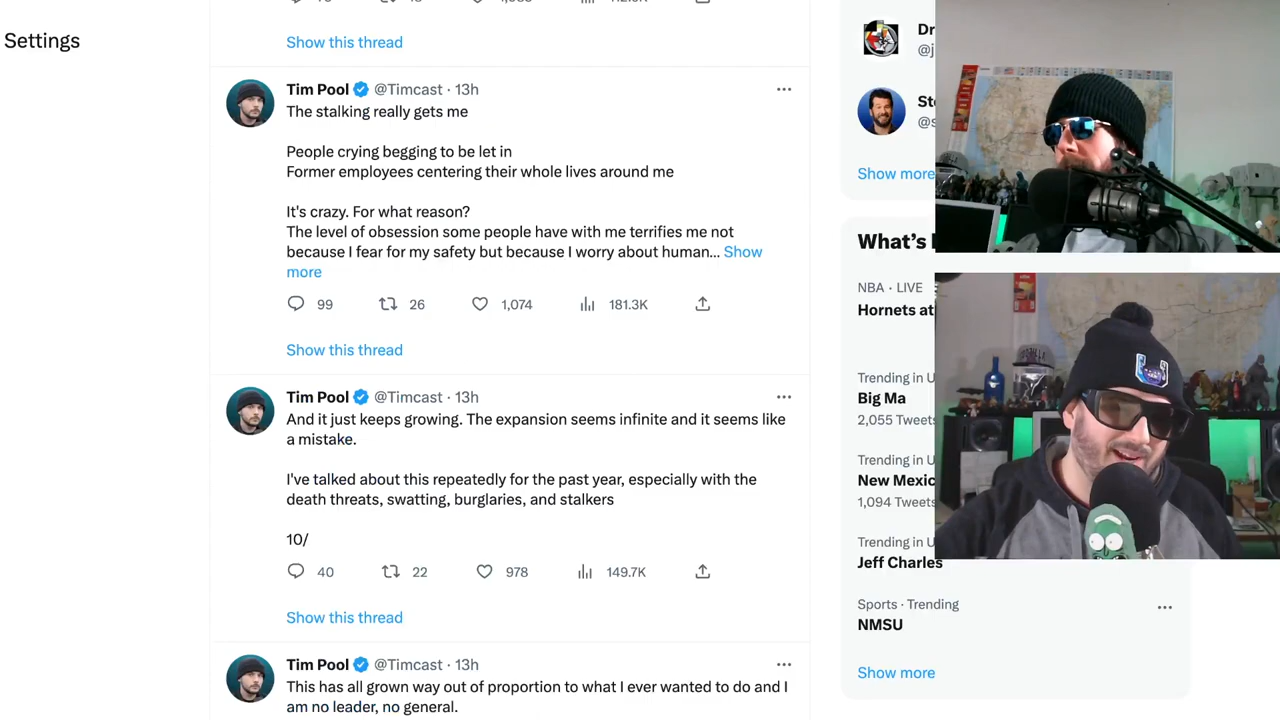 Settings
Show this thread
Tim Pool @Timcast · 13h
The stalking really gets me
People crying begging to be let in
Former employees centering their whole lives around me
It's crazy. For what reason?
The level of obsession some people have with me terrifies me not
because I fear for my safety but because I worry about human... Show
more
99 26 1,074 181.3K
Show this thread
Tim Pool @Timcast · 13h
And it just keeps growing. The expansion seems infinite and it seems like
a mistake.
I've talked about this repeatedly for the past year, especially with the
death threats, swatting, burglaries, and stalkers
10/
40 22 978 149.7K
Show this thread
Tim Pool @Timcast · 13h
This has all grown way out of proportion to what I ever wanted to do and I
am no leader, no general.
Dr
@j
St
@s
Show more
What's
NBA · LIVE
Hornets at
Trending in U
Big Ma
2,055 Tweets
Trending in U
New Mexic
1,094 Tweets
Trending in U
Jeff Charles
Sports · Trending
NMSU
Show more